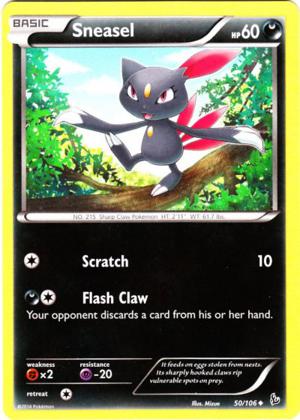 BASIC
Sneasel HP60
NO. 215 Sharp Claw Pokémon HT: 2'11" WT: 61.7 lbs.
Scratch 10
Flash Claw
Your opponent discards a card from his or her hand.
weakness resistance
×2 -20
retreat
It feeds on eggs stolen from nests.
Its sharply hooked claws rip
vulnerable spots on prey.
Illus. Mizue 50/106
©2014 Pokémon